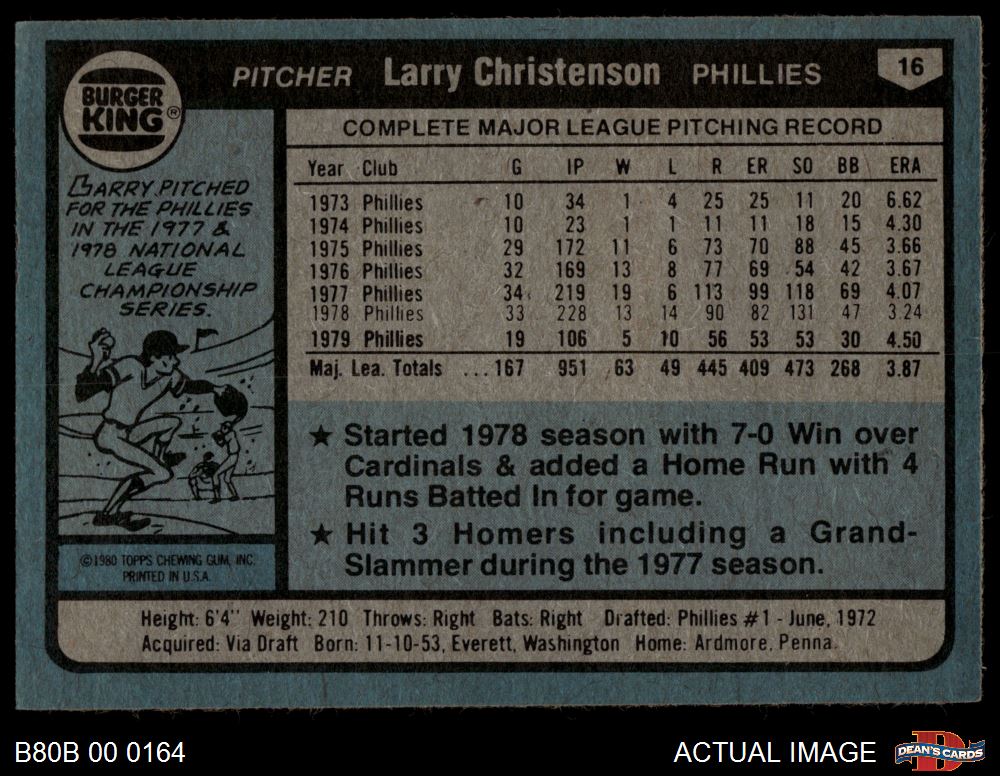 BURGER KING®
PITCHER Larry Christenson PHILLIES 16
COMPLETE MAJOR LEAGUE PITCHING RECORD
Year Club G IP W L R ER SO BB ERA
1973 Phillies 10 34 1 4 25 25 11 20 6.62
1974 Phillies 10 23 1 1 11 11 18 15 4.30
1975 Phillies 29 172 11 6 73 70 88 45 3.66
1976 Phillies 32 169 13 8 77 69 54 42 3.67
1977 Phillies 34 219 19 6 113 99 118 69 4.07
1978 Phillies 33 228 13 14 90 82 131 47 3.24
1979 Phillies 19 106 5 10 56 53 53 30 4.50
Maj. Lea. Totals ...167 951 63 49 445 409 473 268 3.87
LARRY PITCHED
FOR THE PHILLIES
IN THE 1977 &
1978 NATIONAL
LEAGUE
CHAMPIONSHIP
SERIES.
★ Started 1978 season with 7-0 Win over
Cardinals & added a Home Run with 4
Runs Batted In for game.
★ Hit 3 Homers including a Grand-
Slammer during the 1977 season.
©1980 TOPPS CHEWING GUM, INC.
PRINTED IN U.S.A.
Height: 6'4" Weight: 210 Throws: Right Bats: Right Drafted: Phillies #1 - June, 1972
Acquired: Via Draft Born: 11-10-53, Everett, Washington Home: Ardmore, Penna.
B80B 00 0164
ACTUAL IMAGE
DEAN'S CARDS